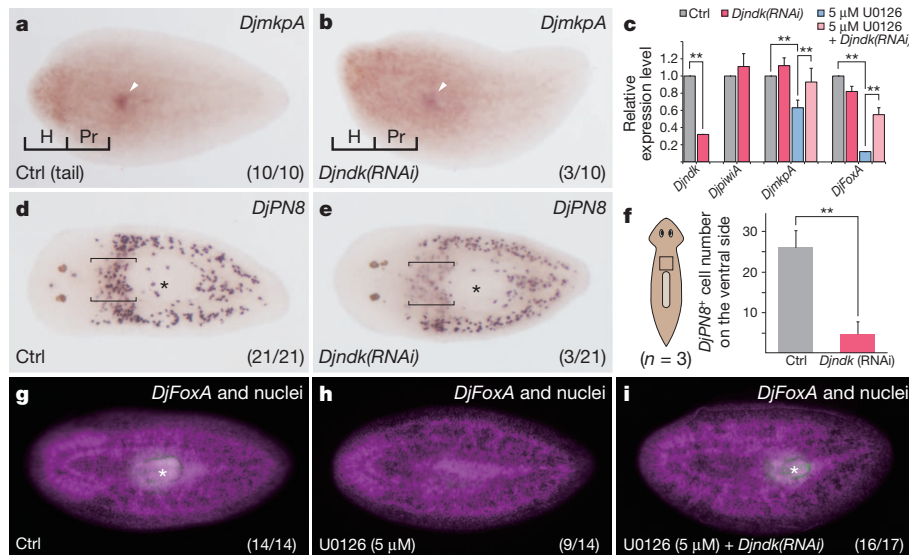 a DjmkpA
H Pr
Ctrl (tail) (10/10)
b DjmkpA
H Pr
Djndk(RNAi) (3/10)
c Ctrl Djndk(RNAi) 5 μM U0126
5 μM U0126
+ Djndk(RNAi)
Relative
expression level
1.2
1.0
0.8
0.6
0.4
0.2
** ** ** ** **
Djndk DjpiwiA DjmkpA DjFoxA
d DjPN8
*
Ctrl (21/21)
e DjPN8
*
Djndk(RNAi) (3/21)
f
(n = 3)
DjPN8+ cell number
on the ventral side
30
20
10
**
Ctrl Djndk (RNAi)
g DjFoxA and nuclei
*
Ctrl (14/14)
h DjFoxA and nuclei
U0126 (5 μM) (9/14)
i DjFoxA and nuclei
*
U0126 (5 μM) + Djndk(RNAi) (16/17)